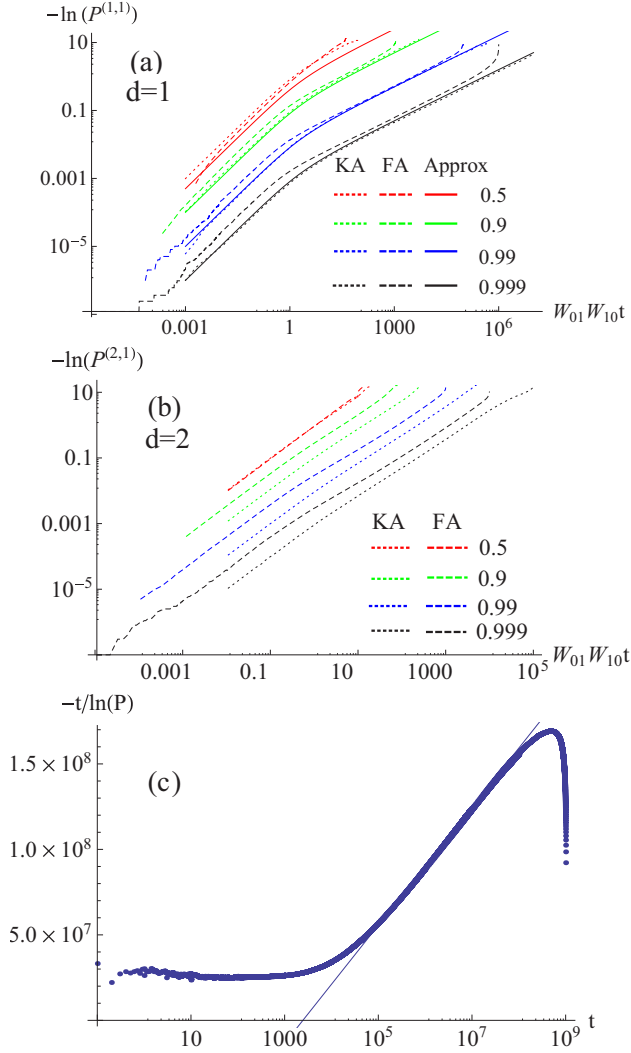 −ln (P^(1,1))
10
0.1
0.001
10^−5
(a)
d=1
KA FA Approx
0.5
0.9
0.99
0.999
0.001 1 1000 10^6 W_01 W_10 t
−ln(P^(2,1))
10
0.1
0.001
10^−5
(b)
d=2
KA FA
0.5
0.9
0.99
0.999
0.001 0.1 10 1000 10^5 W_01 W_10 t
−t/ln(P)
1.5 × 10^8
1.0 × 10^8
5.0 × 10^7
(c)
10 1000 10^5 10^7 10^9 t